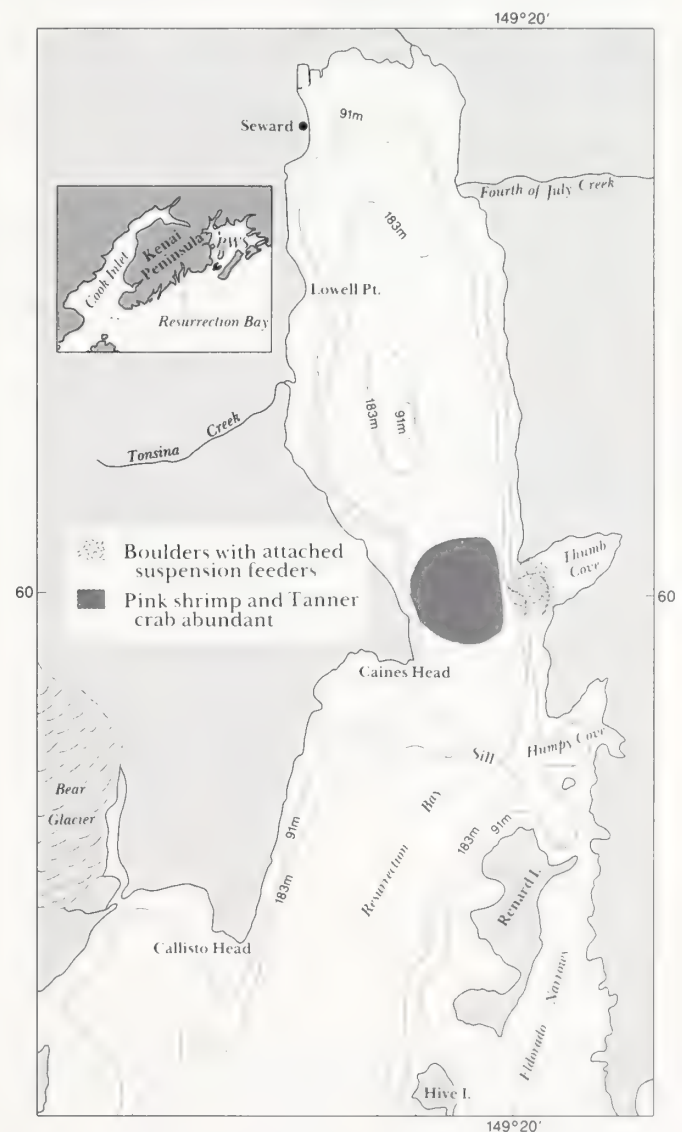 149°20'
91m
Seward
Fourth of July Creek
183m
Cook Inlet
Kenai
Peninsula
PWS
Resurrection Bay
Lowell Pt.
183m
91m
Tonsina Creek
Thumb
Cove
Boulders with attached
suspension feeders
Pink shrimp and Tanner
crab abundant
60
60
Caines Head
Sill
Humpy Cove
Bear
Glacier
Resurrection Bay
91m
183m
183m
91m
Renard I.
Callisto Head
Eldorado Narrows
Hive I.
149°20'